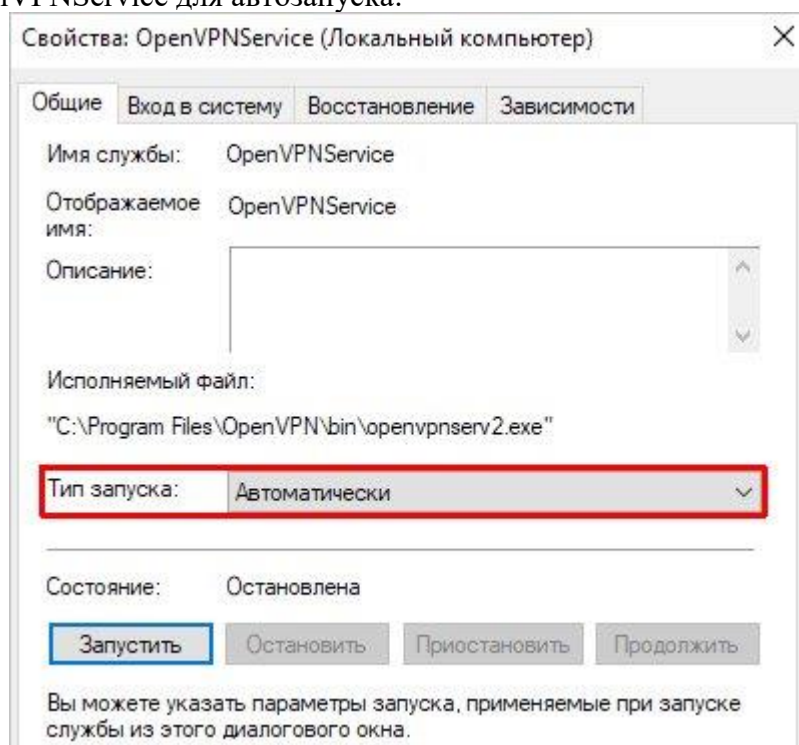 для автозапуска.
Свойства: OpenVPNService (Локальный компьютер)
Общие Вход в систему Восстановление Зависимости
Имя службы: OpenVPNService
Отображаемое имя: OpenVPNService
Описание:
Исполняемый файл:
"C:\Program Files\OpenVPN\bin\openvpnserv2.exe"
Тип запуска: Автоматически
Состояние: Остановлена
Запустить Остановить Приостановить Продолжить
Вы можете указать параметры запуска, применяемые при запуске
службы из этого диалогового окна.